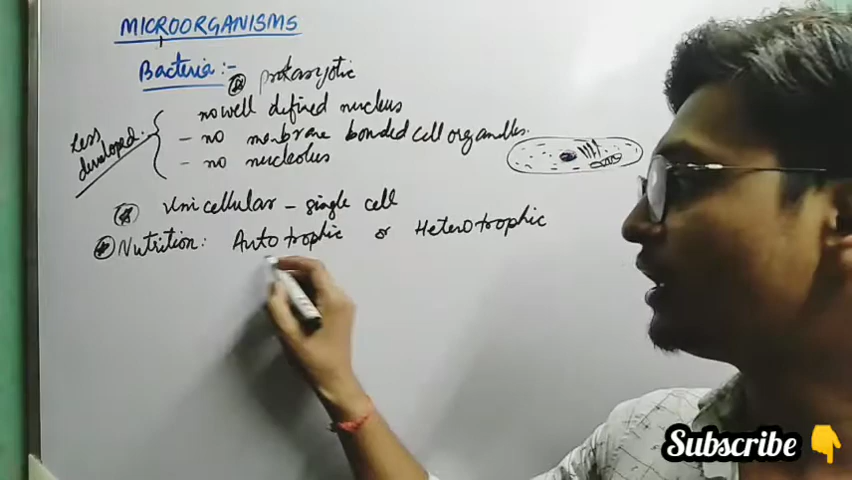 MICROORGANISMS
Bacteria :-
prokaryotic
no well defined nucleus
- no membrane bonded cell organelles.
- no nucleolus
Less developed.
Unicellular - single cell
Nutrition: Autotrophic or Heterotrophic
Subscribe